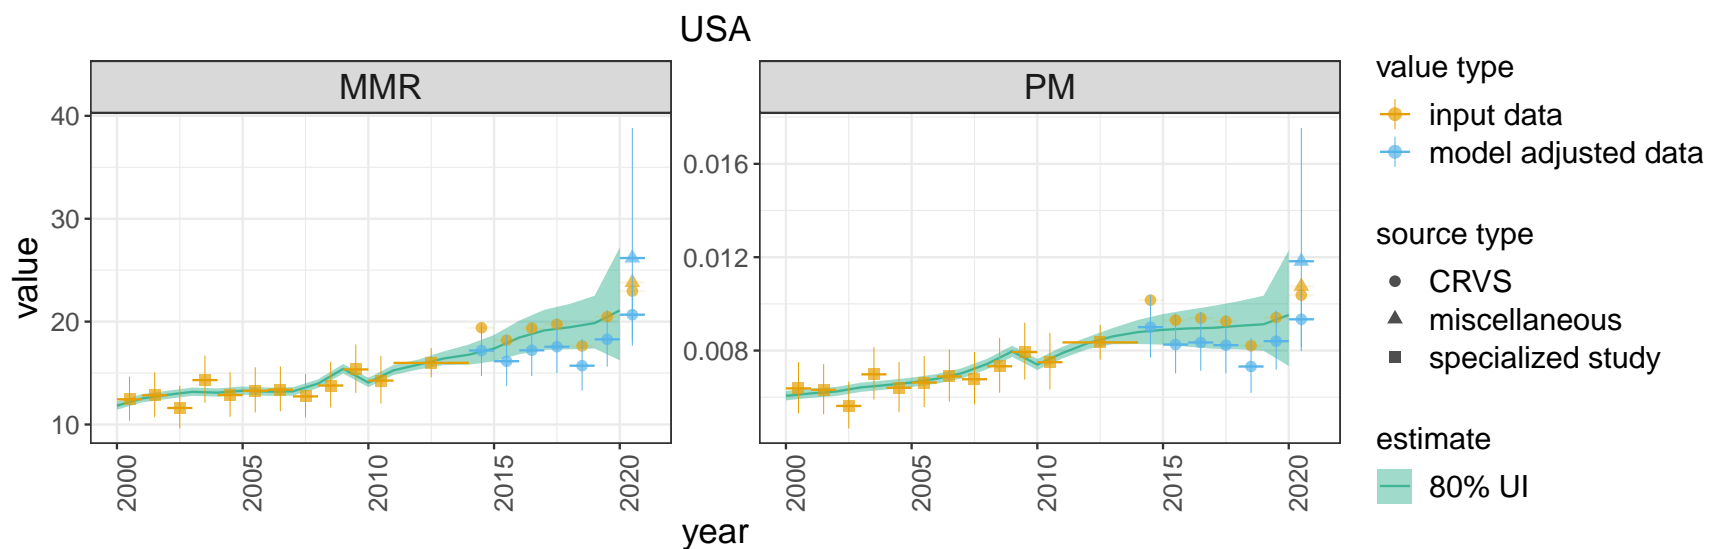 USA
MMR
PM
value
40
30
20
10
0.016
0.012
0.008
2000
2005
2010
2015
2020
2000
2005
2010
2015
2020
year
value type
input data
model adjusted data
source type
CRVS
miscellaneous
specialized study
estimate
80% UI